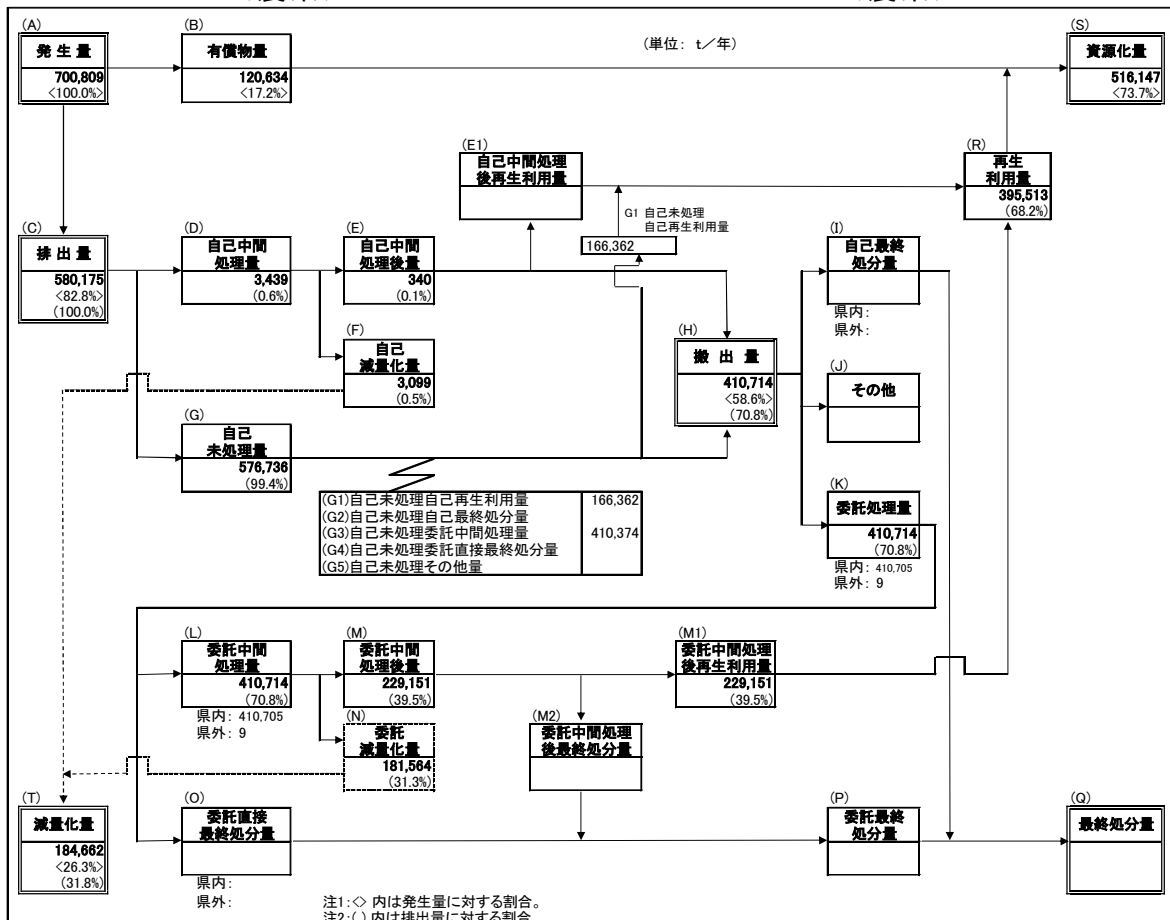 (A)
発生量
700,809
<100.0%>
(B)
有償物量
120,634
<17.2%>
(単位: t/年)
(S)
資源化量
516,147
<73.7%>
(E1)
自己中間処理
後再生利用量
(R)
再生
利用量
395,513
(68.2%)
G1 自己未処理
自己再生利用量
166,362
(C)
排出量
580,175
<82.8%>
(100.0%)
(D)
自己中間
処理量
3,439
(0.6%)
(E)
自己中間
処理後量
340
(0.1%)
(I)
自己最終
処分量
県内:
県外:
(F)
自己
減量化量
3,099
(0.5%)
(H)
搬出量
410,714
<58.6%>
(70.8%)
(J)
その他
(G)
自己
未処理量
576,736
(99.4%)
(G1)自己未処理自己再生利用量 166,362
(G2)自己未処理自己最終処分量
(G3)自己未処理委託中間処理量 410,374
(G4)自己未処理委託直接最終処分量
(G5)自己未処理その他量
(K)
委託処理量
410,714
(70.8%)
県内: 410,705
県外: 9
(L)
委託中間
処理量
410,714
(70.8%)
県内: 410,705
県外: 9
(M)
委託中間
処理後量
229,151
(39.5%)
(M1)
委託中間処理
後再生利用量
229,151
(39.5%)
(N)
委託
減量化量
181,564
(31.3%)
(M2)
委託中間処理
後最終処分量
(T)
減量化量
184,662
<26.3%>
(31.8%)
(O)
委託直接
最終処分量
県内:
県外:
(P)
委託最終
処分量
(Q)
最終処分量
注1:<> 内は発生量に対する割合。
注2:( ) 内は排出量に対する割合